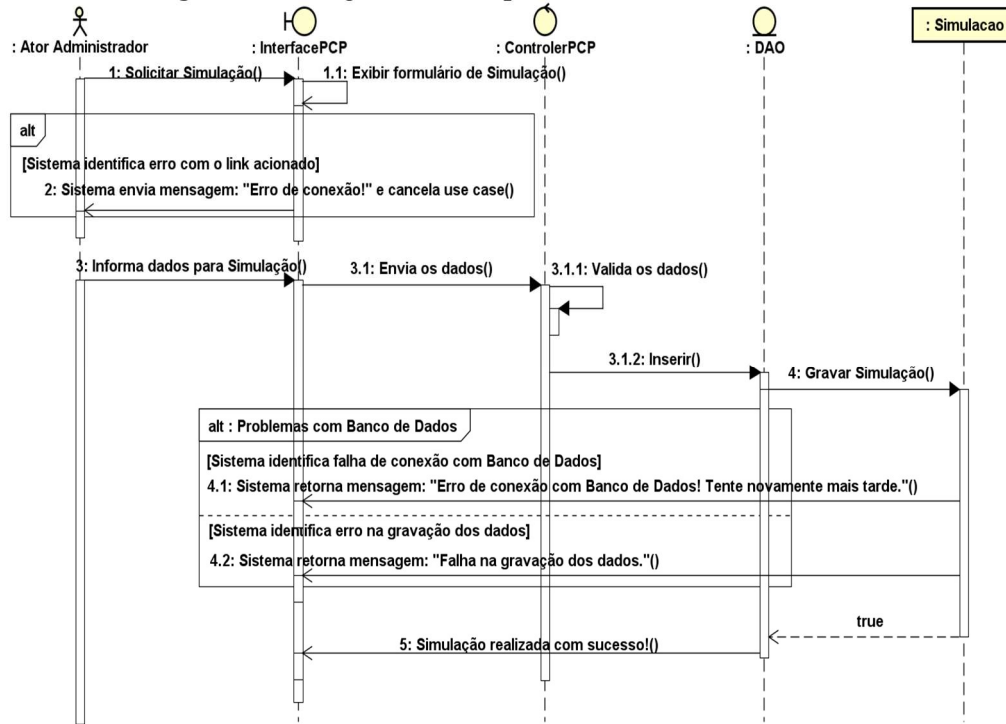 : Ator Administrador
: InterfacePCP
: ControlerPCP
: DAO
: Simulacao
1: Solicitar Simulação()
1.1: Exibir formulário de Simulação()
alt
[Sistema identifica erro com o link acionado]
2: Sistema envia mensagem: "Erro de conexão!" e cancela use case()
3: Informa dados para Simulação()
3.1: Envia os dados()
3.1.1: Valida os dados()
3.1.2: Inserir()
4: Gravar Simulação()
alt : Problemas com Banco de Dados
[Sistema identifica falha de conexão com Banco de Dados]
4.1: Sistema retorna mensagem: "Erro de conexão com Banco de Dados! Tente novamente mais tarde."()
[Sistema identifica erro na gravação dos dados]
4.2: Sistema retorna mensagem: "Falha na gravação dos dados."()
true
5: Simulação realizada com sucesso!()